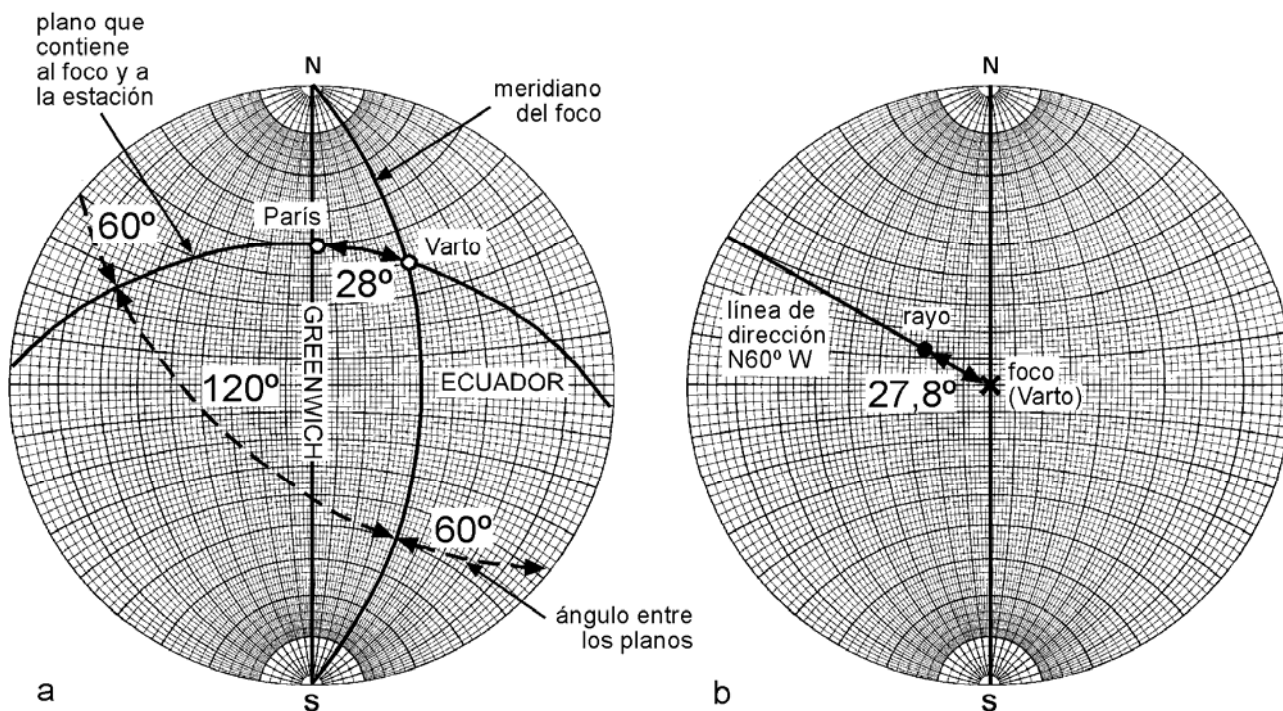 plano que
contiene
al foco y a
la estación
N
meridiano
del foco
60º
París
Varto
28º
GREENWICH
120º
ECUADOR
60º
ángulo entre
los planos
S
a
N
línea de
dirección
N60º W
rayo
27,8º
foco
(Varto)
S
b